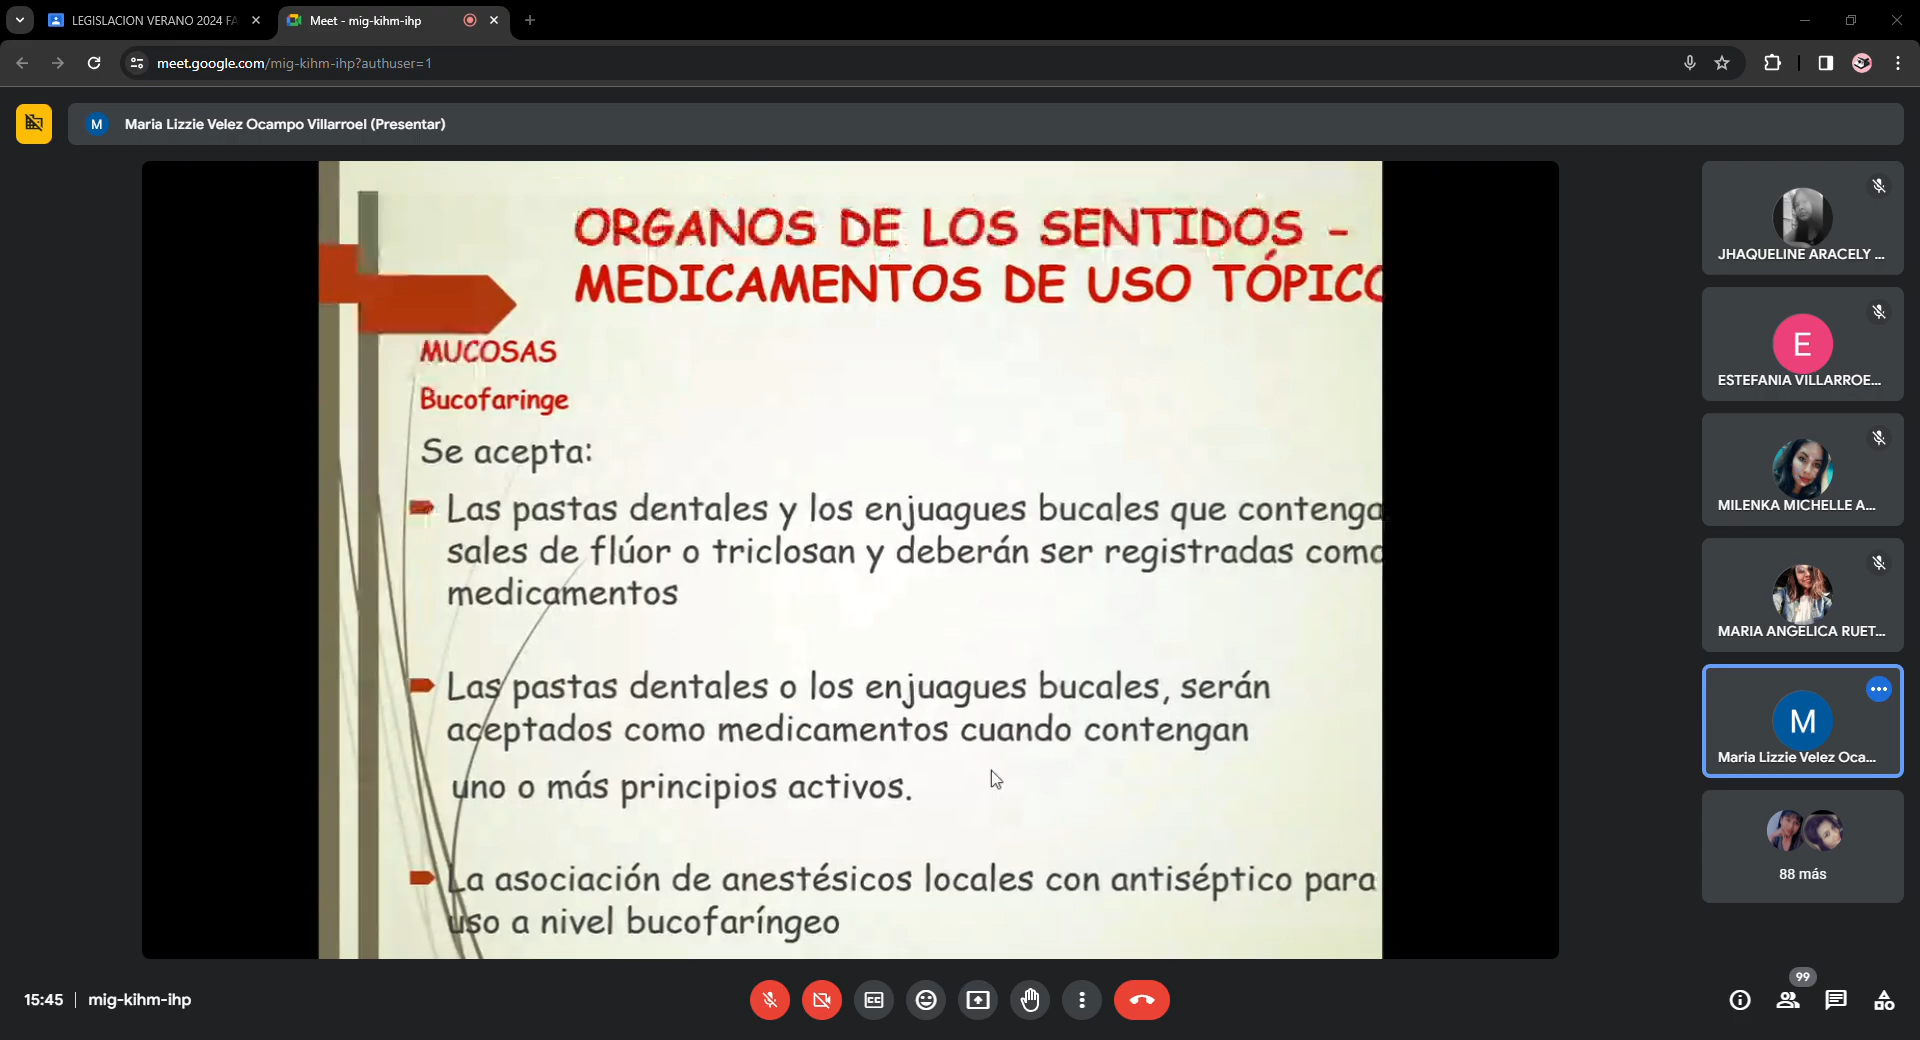 LEGISLACION VERANO 2024 FA
Meet - mig-kihm-ihp
meet.google.com/mig-kihm-ihp?authuser=1
M
Maria Lizzie Velez Ocampo Villarroel (Presentar)
ORGANOS DE LOS SENTIDOS -
MEDICAMENTOS DE USO TÓPICO
MUCOSAS
Bucofaringe
Se acepta:
Las pastas dentales y los enjuagues bucales que contenga
sales de flúor o triclosan y deberán ser registradas como
medicamentos
Las pastas dentales o los enjuagues bucales, serán
aceptados como medicamentos cuando contengan
uno o más principios activos.
La asociación de anestésicos locales con antiséptico para
uso a nivel bucofaríngeo
JHAQUELINE ARACELY ...
E
ESTEFANIA VILLARROE...
MILENKA MICHELLE A...
MARIA ANGELICA RUET...
M
Maria Lizzie Velez Oca...
88 más
15:45 | mig-kihm-ihp
CC
99